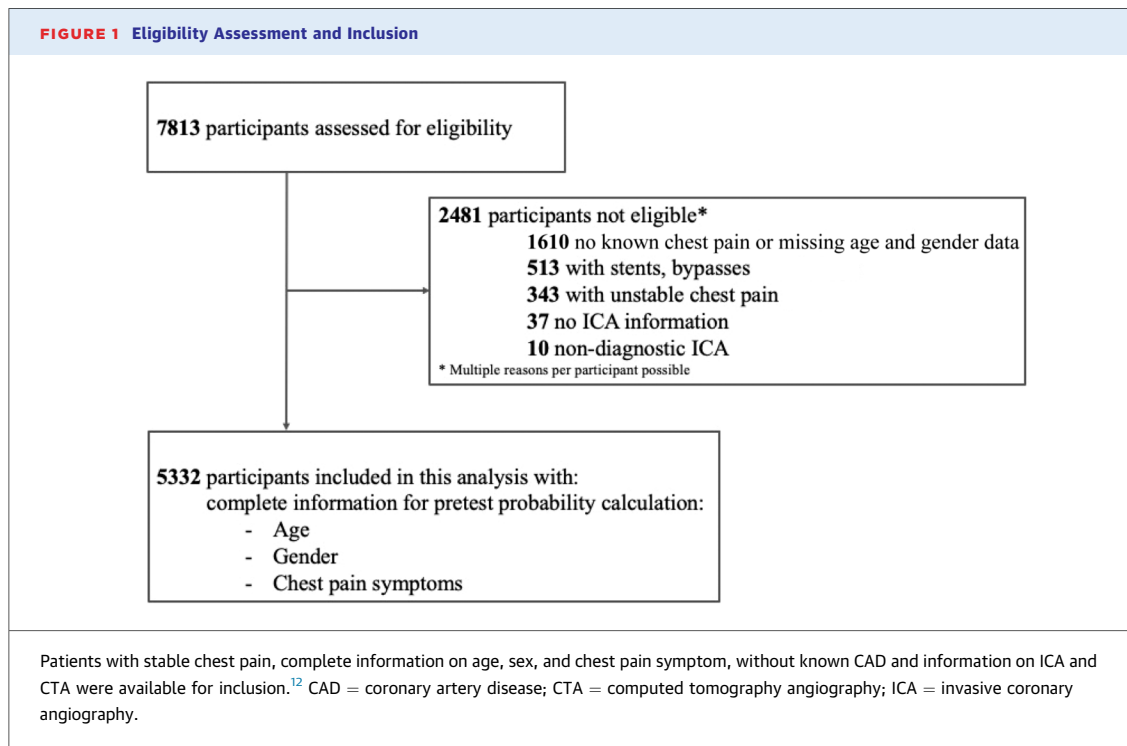 FIGURE 1 Eligibility Assessment and Inclusion
7813 participants assessed for eligibility
2481 participants not eligible*
1610 no known chest pain or missing age and gender data
513 with stents, bypasses
343 with unstable chest pain
37 no ICA information
10 non-diagnostic ICA
* Multiple reasons per participant possible
5332 participants included in this analysis with:
complete information for pretest probability calculation:
- Age
- Gender
- Chest pain symptoms
Patients with stable chest pain, complete information on age, sex, and chest pain symptom, without known CAD and information on ICA and
CTA were available for inclusion.12 CAD = coronary artery disease; CTA = computed tomography angiography; ICA = invasive coronary
angiography.